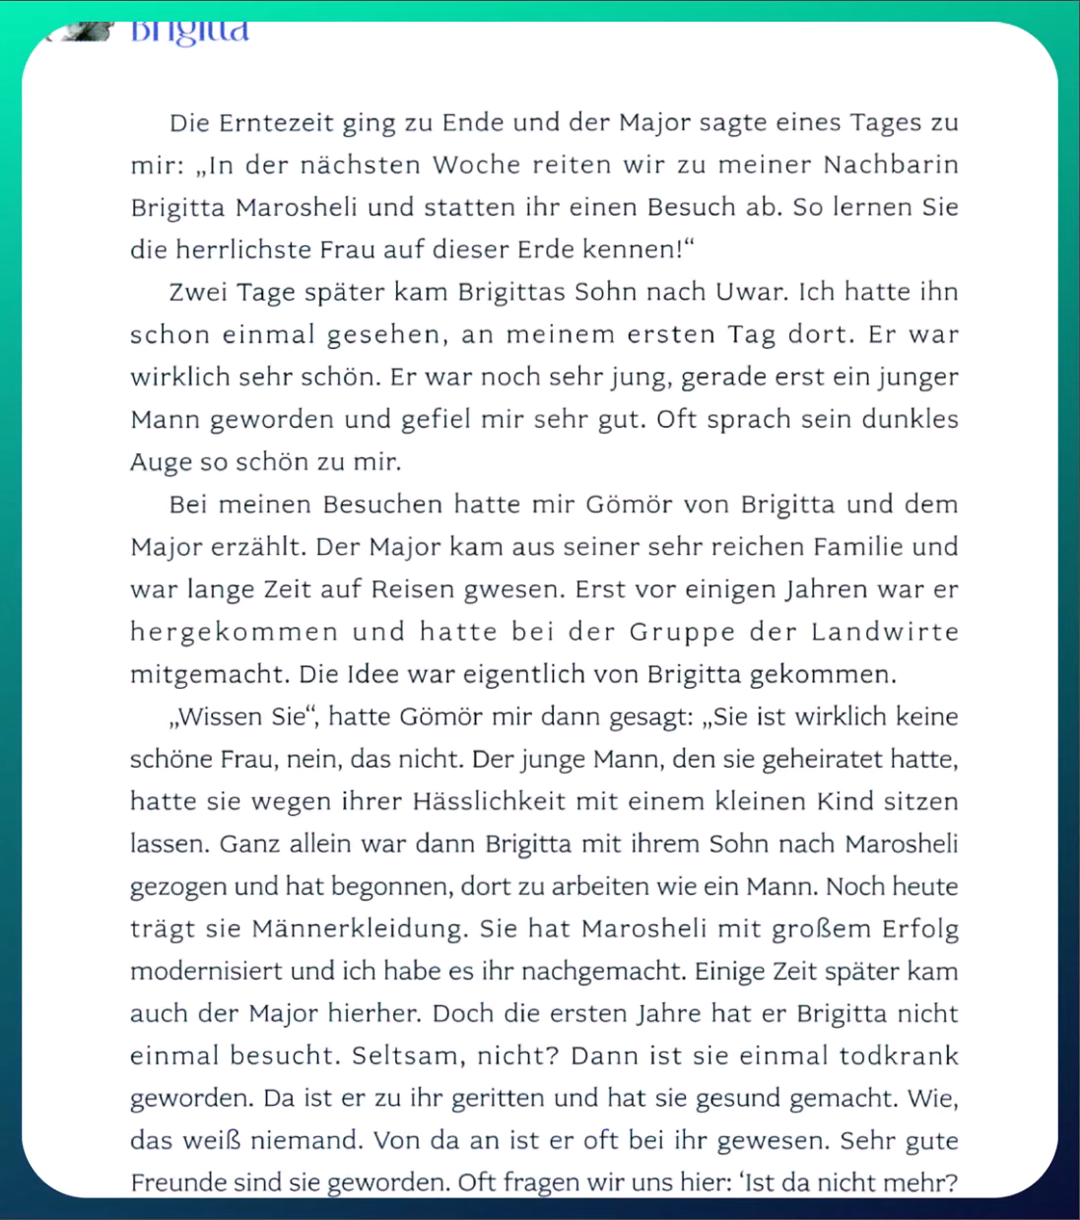 Brigitta
Die Erntezeit ging zu Ende und der Major sagte eines Tages zu
mir: „In der nächsten Woche reiten wir zu meiner Nachbarin
Brigitta Marosheli und statten ihr einen Besuch ab. So lernen Sie
die herrlichste Frau auf dieser Erde kennen!“
Zwei Tage später kam Brigittas Sohn nach Uwar. Ich hatte ihn
schon einmal gesehen, an meinem ersten Tag dort. Er war
wirklich sehr schön. Er war noch sehr jung, gerade erst ein junger
Mann geworden und gefiel mir sehr gut. Oft sprach sein dunkles
Auge so schön zu mir.
Bei meinen Besuchen hatte mir Gömör von Brigitta und dem
Major erzählt. Der Major kam aus seiner sehr reichen Familie und
war lange Zeit auf Reisen gwesen. Erst vor einigen Jahren war er
hergekommen und hatte bei der Gruppe der Landwirte
mitgemacht. Die Idee war eigentlich von Brigitta gekommen.
„Wissen Sie“, hatte Gömör mir dann gesagt: „Sie ist wirklich keine
schöne Frau, nein, das nicht. Der junge Mann, den sie geheiratet hatte,
hatte sie wegen ihrer Hässlichkeit mit einem kleinen Kind sitzen
lassen. Ganz allein war dann Brigitta mit ihrem Sohn nach Marosheli
gezogen und hat begonnen, dort zu arbeiten wie ein Mann. Noch heute
trägt sie Männerkleidung. Sie hat Marosheli mit großem Erfolg
modernisiert und ich habe es ihr nachgemacht. Einige Zeit später kam
auch der Major hierher. Doch die ersten Jahre hat er Brigitta nicht
einmal besucht. Seltsam, nicht? Dann ist sie einmal todkrank
geworden. Da ist er zu ihr geritten und hat sie gesund gemacht. Wie,
das weiß niemand. Von da an ist er oft bei ihr gewesen. Sehr gute
Freunde sind sie geworden. Oft fragen wir uns hier: ‘Ist da nicht mehr?